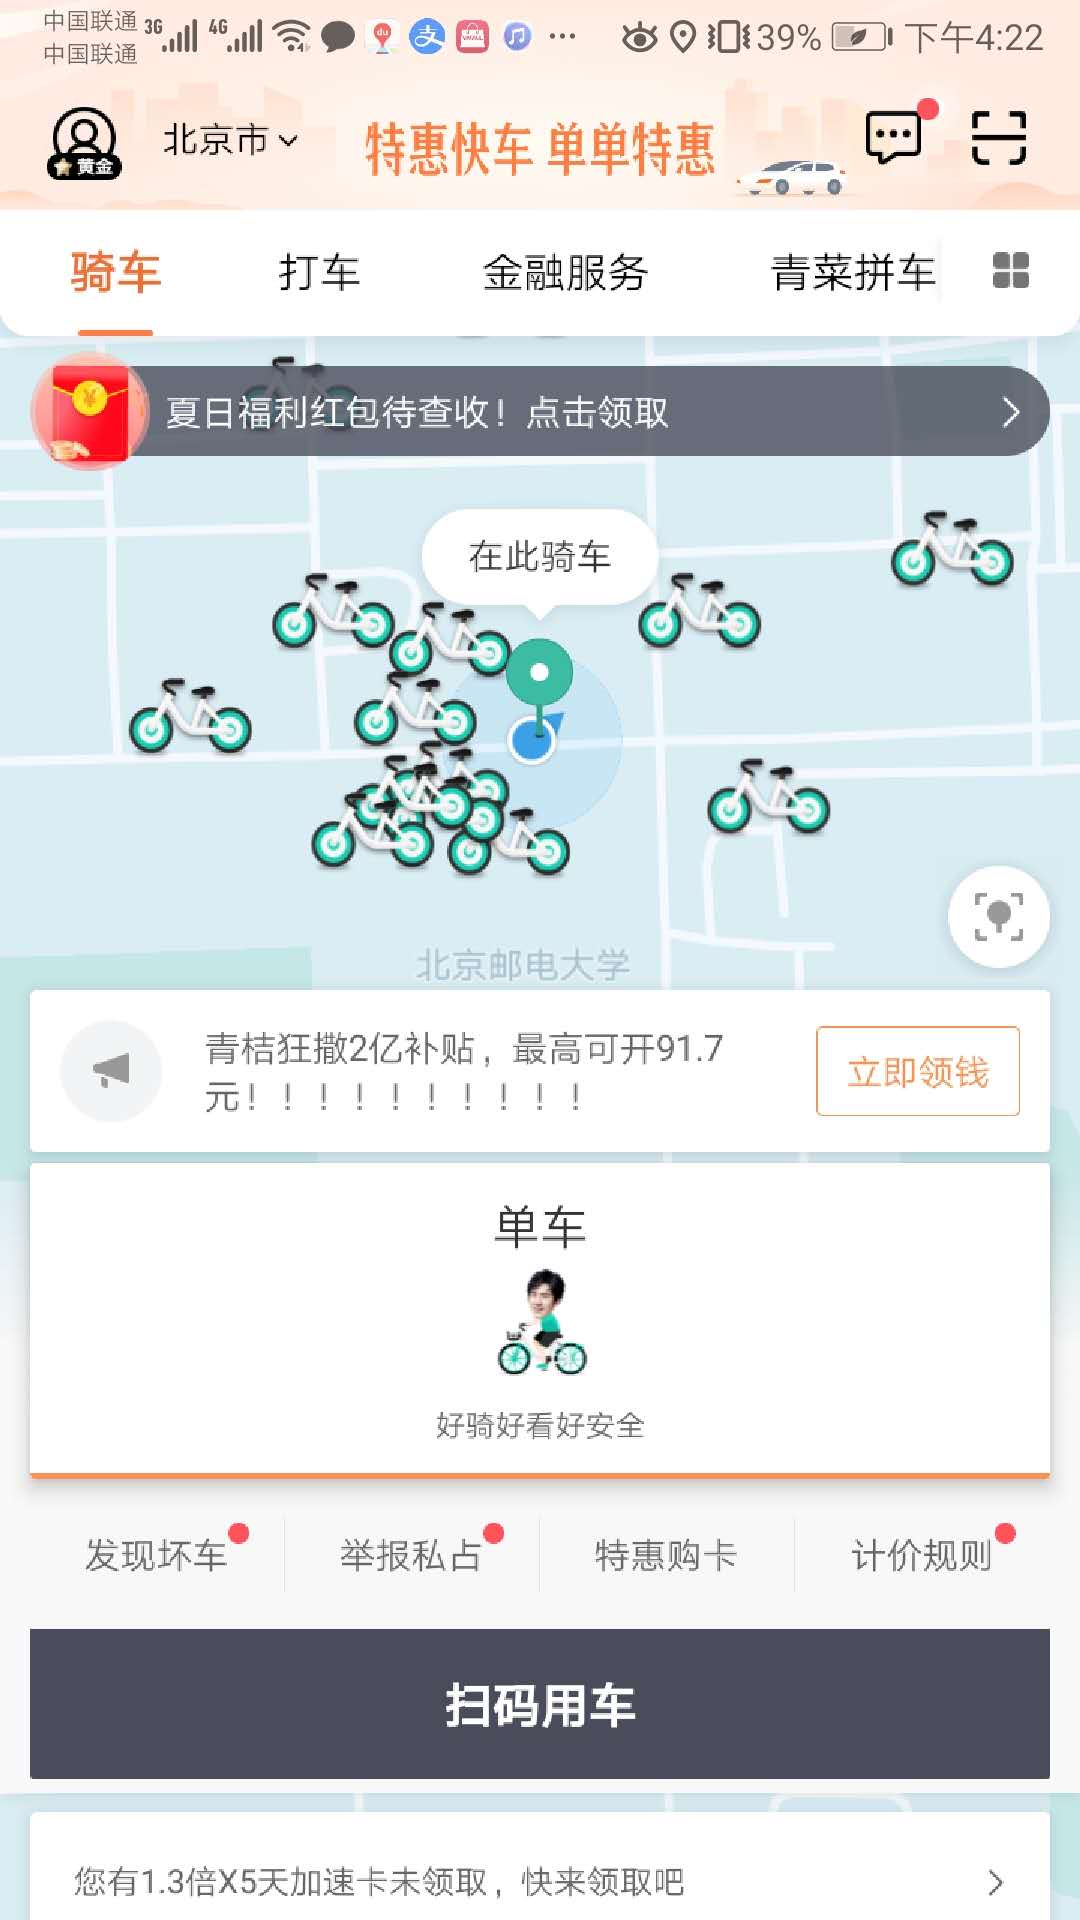 中国联通
中国联通
3G
4G
39%
下午4:22
黄金
北京市
特惠快车 单单特惠
骑车
打车
金融服务
青菜拼车
夏日福利红包待查收！点击领取
在此骑车
北京邮电大学
青桔狂撒2亿补贴，最高可开91.7
元！！！！！！！！！！
立即领钱
单车
好骑好看好安全
发现坏车
举报私占
特惠购卡
计价规则
扫码用车
您有1.3倍X5天加速卡未领取，快来领取吧